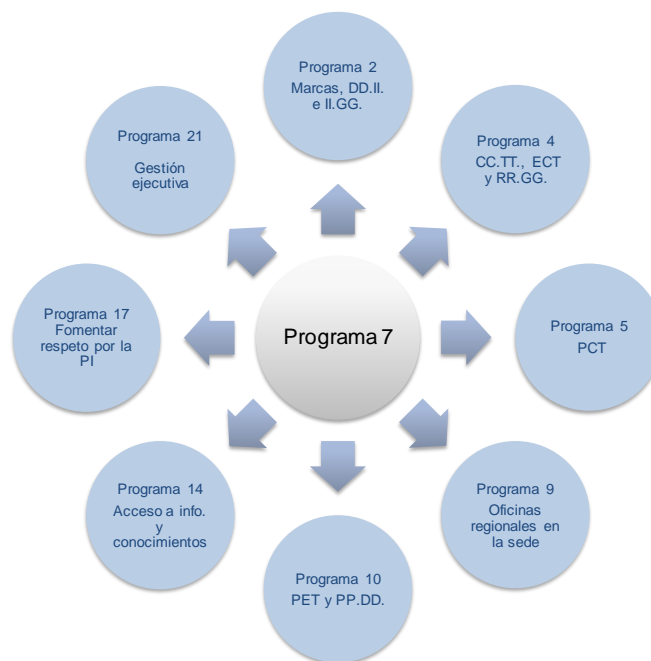 Programa 2
Marcas, DD.II.
e II.GG.
Programa 4
CC.TT., ECT
y RR.GG.
Programa 5
PCT
Programa 9
Oficinas
regionales en
la sede
Programa 10
PET y PP.DD.
Programa 14
Acceso a info.
y
conocimientos
Programa 17
Fomentar
respeto por la
PI
Programa 21
Gestión
ejecutiva
Programa 7